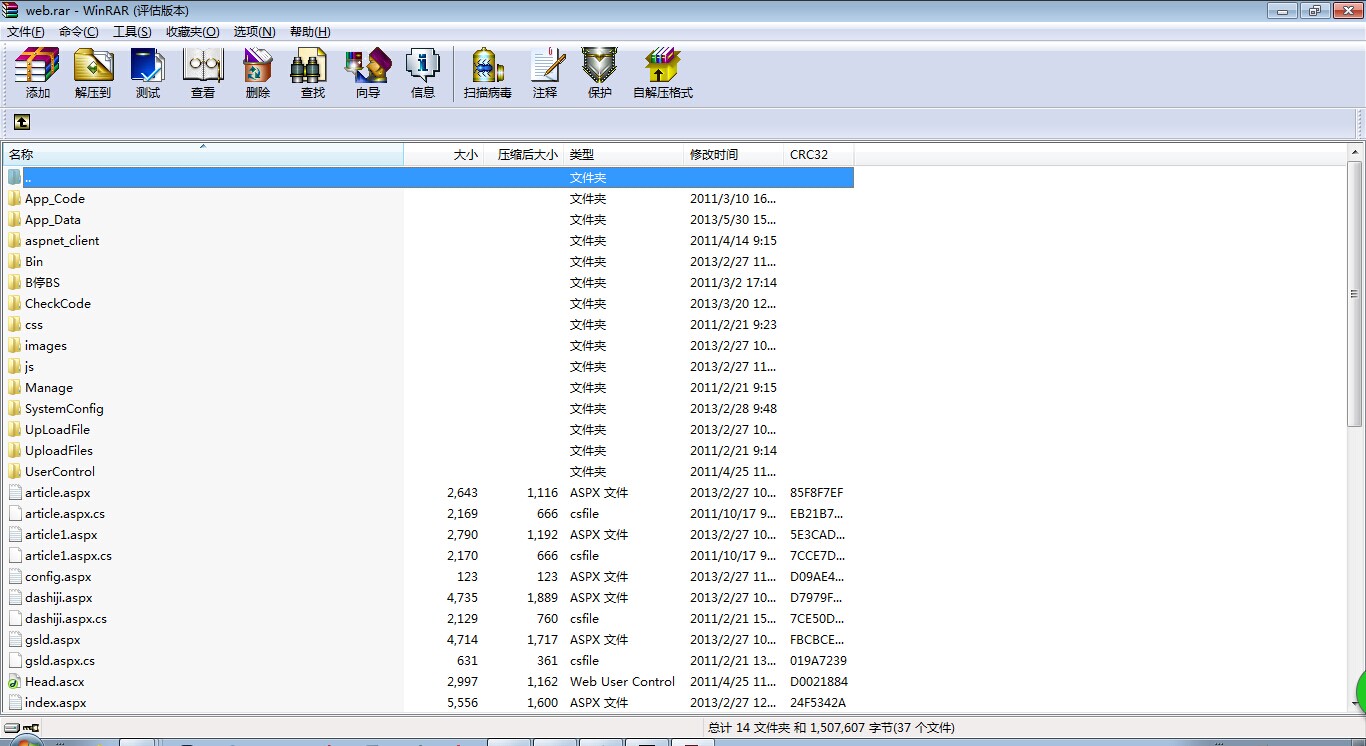 web.rar - WinRAR (评估版本)
文件(F) 命令(C) 工具(S) 收藏夹(O) 选项(N) 帮助(H)
添加 解压到 测试 查看 删除 查找 向导 信息 扫描病毒 注释 保护 自解压格式
名称 大小 压缩后大小 类型 修改时间 CRC32
.. 文件夹
App_Code 文件夹 2011/3/10 16...
App_Data 文件夹 2013/5/30 15...
aspnet_client 文件夹 2011/4/14 9:15
Bin 文件夹 2013/2/27 11...
B停BS 文件夹 2011/3/2 17:14
CheckCode 文件夹 2013/3/20 12...
css 文件夹 2011/2/21 9:23
images 文件夹 2013/2/27 10...
js 文件夹 2013/2/27 11...
Manage 文件夹 2011/2/21 9:15
SystemConfig 文件夹 2013/2/28 9:48
UpLoadFile 文件夹 2013/2/27 10...
UploadFiles 文件夹 2011/2/21 9:14
UserControl 文件夹 2011/4/25 11...
article.aspx 2,643 1,116 ASPX 文件 2013/2/27 10... 85F8F7EF
article.aspx.cs 2,169 666 csfile 2011/10/17 9... EB21B7...
article1.aspx 2,790 1,192 ASPX 文件 2013/2/27 10... 5E3CAD...
article1.aspx.cs 2,170 666 csfile 2011/10/17 9... 7CCE7D...
config.aspx 123 123 ASPX 文件 2013/2/27 11... D09AE4...
dashiji.aspx 4,735 1,889 ASPX 文件 2013/2/27 10... D7979F...
dashiji.aspx.cs 2,129 760 csfile 2011/2/21 15... 7CE50D...
gsld.aspx 4,714 1,717 ASPX 文件 2013/2/27 10... FBCBCE...
gsld.aspx.cs 631 361 csfile 2011/2/21 13... 019A7239
Head.ascx 2,997 1,162 Web User Control 2011/4/25 11... D0021884
index.aspx 5,556 1,600 ASPX 文件 2013/2/27 12... 24F5342A
总计 14 文件夹 和 1,507,607 字节(37 个文件)